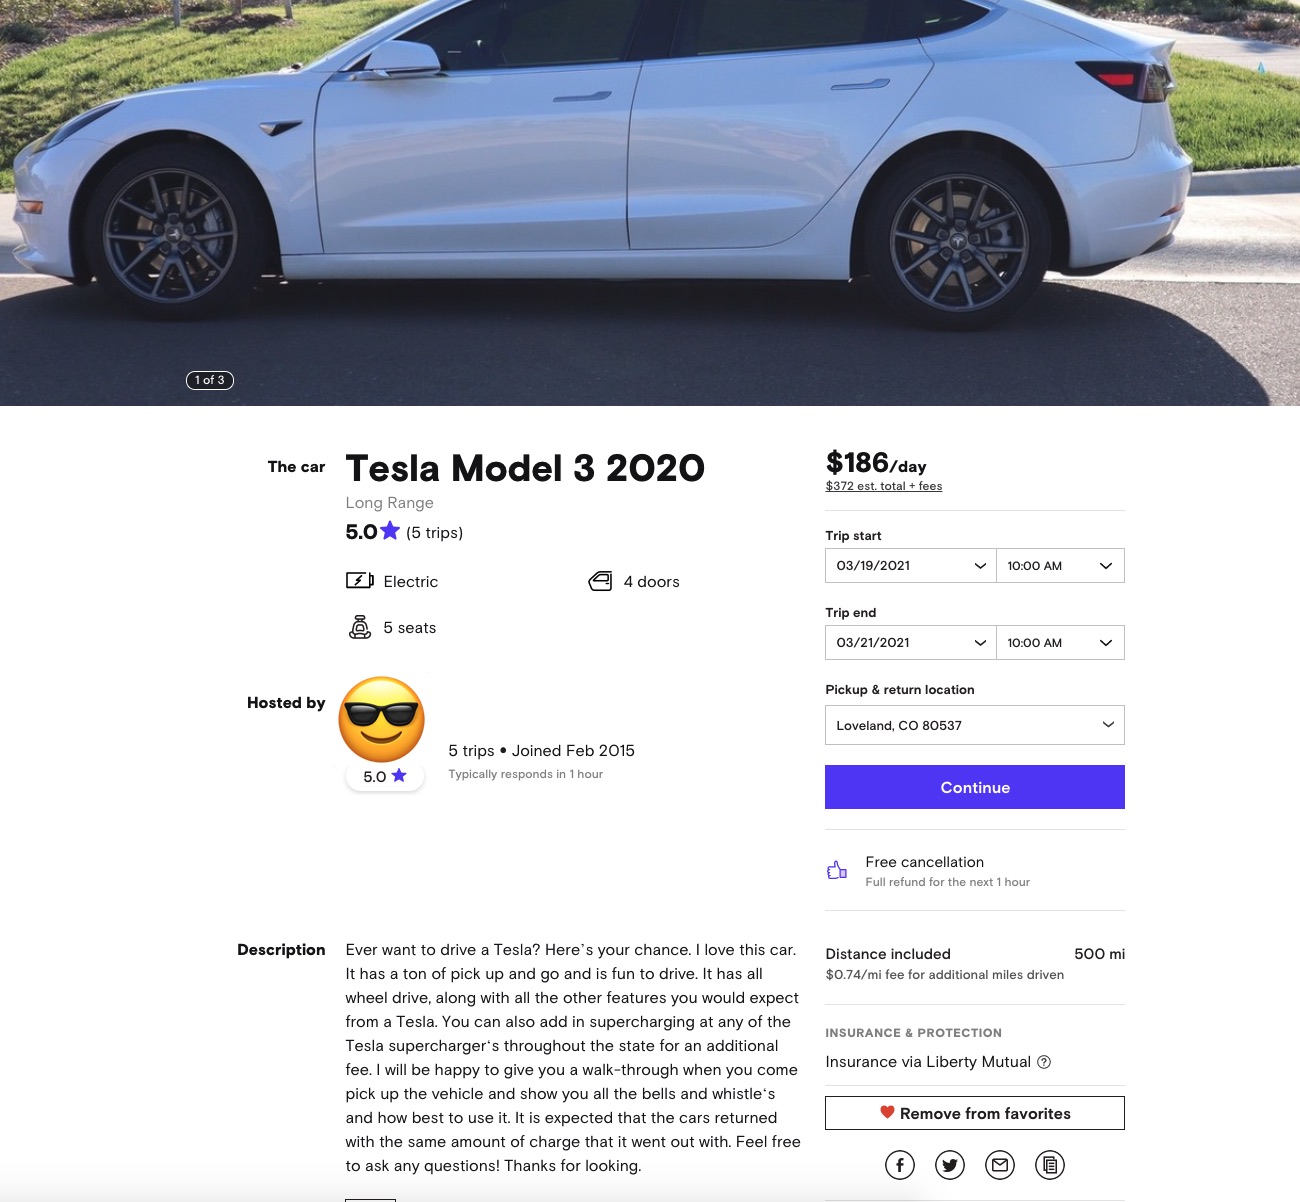 1 of 3
The car
Tesla Model 3 2020
Long Range
5.0 (5 trips)
Electric
4 doors
5 seats
Hosted by
5 trips • Joined Feb 2015
Typically responds in 1 hour
5.0
Description
Ever want to drive a Tesla? Here’s your chance. I love this car.
It has a ton of pick up and go and is fun to drive. It has all
wheel drive, along with all the other features you would expect
from a Tesla. You can also add in supercharging at any of the
Tesla supercharger‘s throughout the state for an additional
fee. I will be happy to give you a walk-through when you come
pick up the vehicle and show you all the bells and whistle‘s
and how best to use it. It is expected that the cars returned
with the same amount of charge that it went out with. Feel free
to ask any questions! Thanks for looking.
$186/day
$372 est. total + fees
Trip start
03/19/2021 10:00 AM
Trip end
03/21/2021 10:00 AM
Pickup & return location
Loveland, CO 80537
Continue
Free cancellation
Full refund for the next 1 hour
Distance included 500 mi
$0.74/mi fee for additional miles driven
INSURANCE & PROTECTION
Insurance via Liberty Mutual ?
Remove from favorites